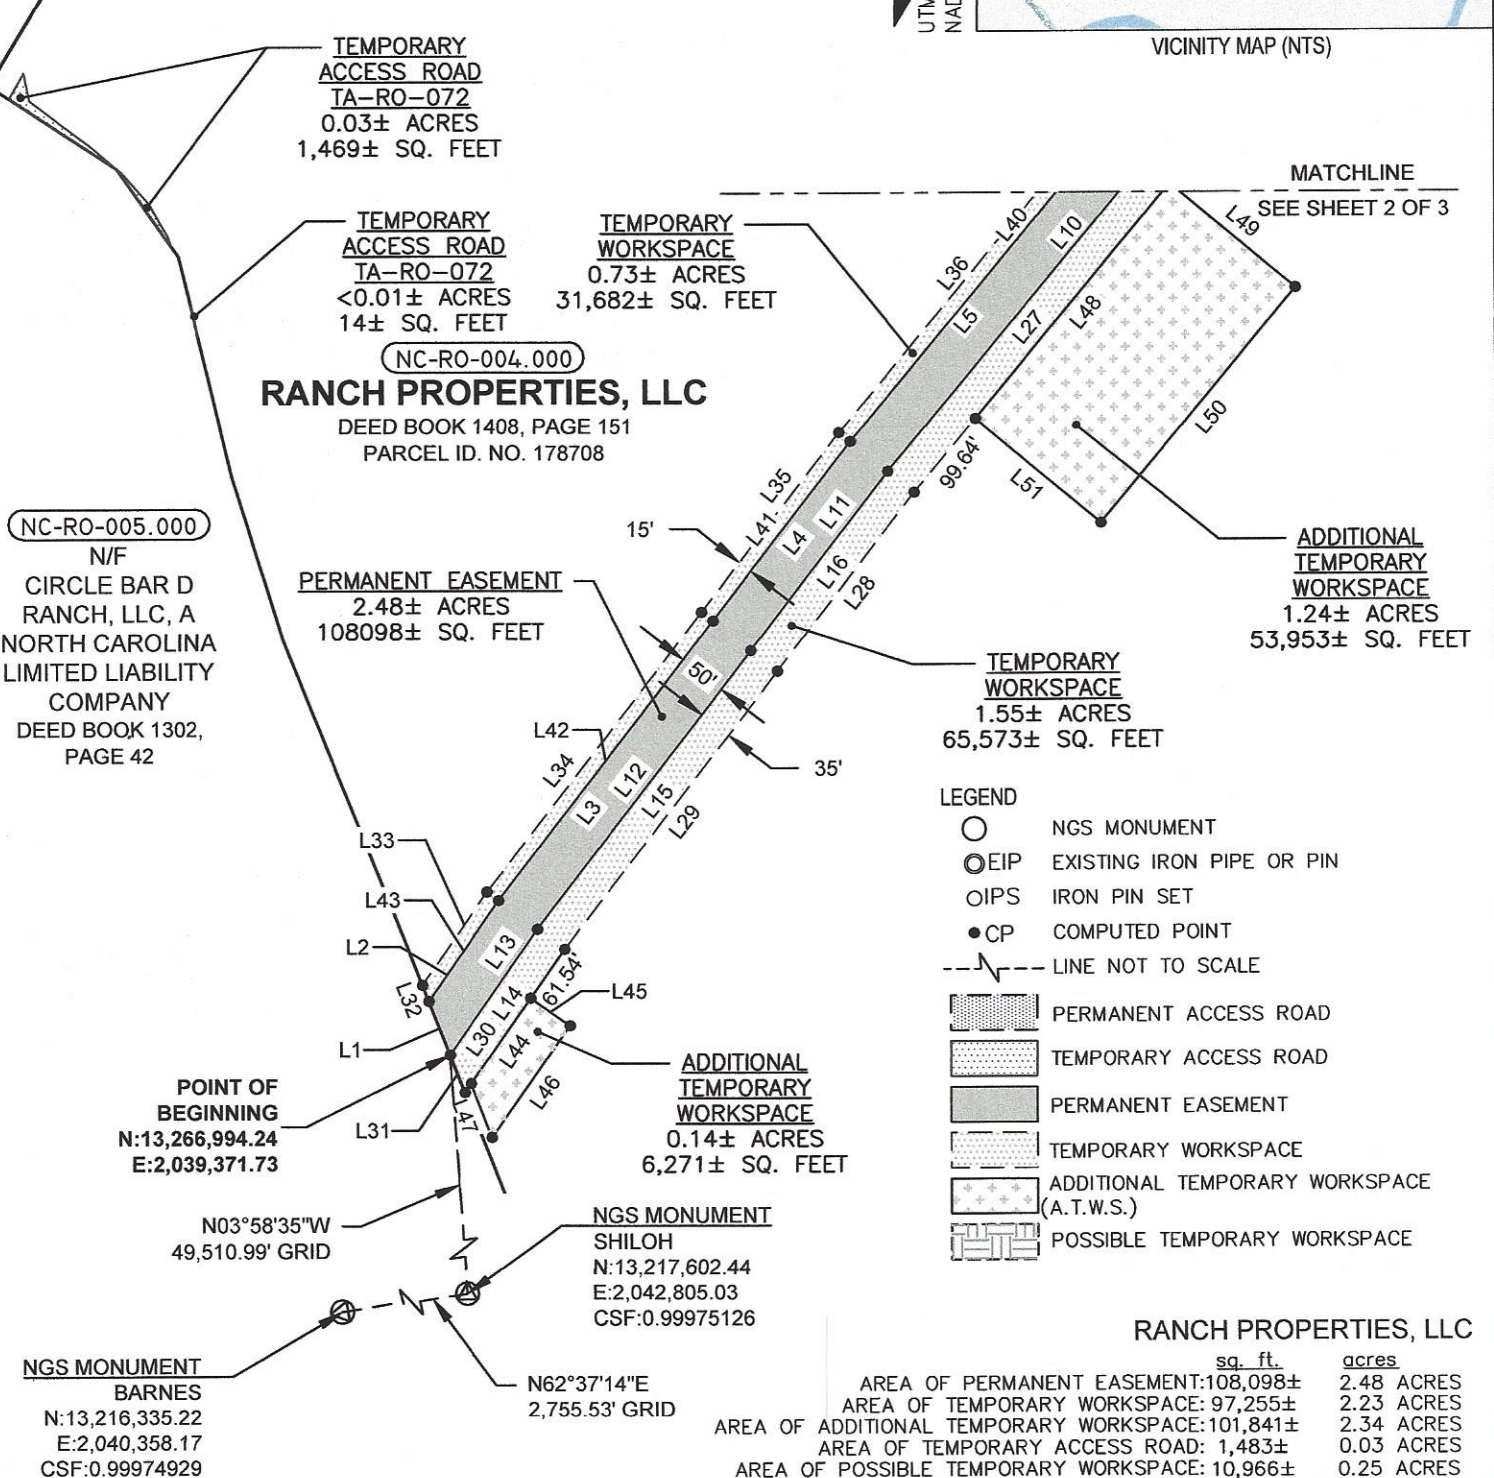 UTM
NAD
VICINITY MAP (NTS)
TEMPORARY
ACCESS ROAD
TA-RO-072
0.03± ACRES
1,469± SQ. FEET
MATCHLINE
SEE SHEET 2 OF 3
TEMPORARY
ACCESS ROAD
TA-RO-072
<0.01± ACRES
14± SQ. FEET
TEMPORARY
WORKSPACE
0.73± ACRES
31,682± SQ. FEET
L40
L10
L49
L36
L5
L27
L48
L50
L51
99.64'
NC-RO-004.000
RANCH PROPERTIES, LLC
DEED BOOK 1408, PAGE 151
PARCEL ID. NO. 178708
NC-RO-005.000
N/F
CIRCLE BAR D
RANCH, LLC, A
NORTH CAROLINA
LIMITED LIABILITY
COMPANY
DEED BOOK 1302,
PAGE 42
L35
L41
L4
L11
L16
L28
15'
ADDITIONAL
TEMPORARY
WORKSPACE
1.24± ACRES
53,953± SQ. FEET
PERMANENT EASEMENT
2.48± ACRES
108098± SQ. FEET
50'
TEMPORARY
WORKSPACE
1.55± ACRES
65,573± SQ. FEET
35'
L42
L34
L3
L12
L15
L29
L33
L43
L2
L32
L1
L13
L14
L30
L44
61.54'
L45
L46
L47
L31
LEGEND
NGS MONUMENT
EIP EXISTING IRON PIPE OR PIN
IPS IRON PIN SET
CP COMPUTED POINT
LINE NOT TO SCALE
PERMANENT ACCESS ROAD
TEMPORARY ACCESS ROAD
PERMANENT EASEMENT
TEMPORARY WORKSPACE
ADDITIONAL TEMPORARY WORKSPACE
(A.T.W.S.)
POSSIBLE TEMPORARY WORKSPACE
POINT OF
BEGINNING
N:13,266,994.24
E:2,039,371.73
ADDITIONAL
TEMPORARY
WORKSPACE
0.14± ACRES
6,271± SQ. FEET
N03°58'35"W
49,510.99' GRID
NGS MONUMENT
SHILOH
N:13,217,602.44
E:2,042,805.03
CSF:0.99975126
NGS MONUMENT
BARNES
N:13,216,335.22
E:2,040,358.17
CSF:0.99974929
N62°37'14"E
2,755.53' GRID
RANCH PROPERTIES, LLC
sq. ft. acres
AREA OF PERMANENT EASEMENT: 108,098± 2.48 ACRES
AREA OF TEMPORARY WORKSPACE: 97,255± 2.23 ACRES
AREA OF ADDITIONAL TEMPORARY WORKSPACE: 101,841± 2.34 ACRES
AREA OF TEMPORARY ACCESS ROAD: 1,483± 0.03 ACRES
AREA OF POSSIBLE TEMPORARY WORKSPACE: 10,966± 0.25 ACRES